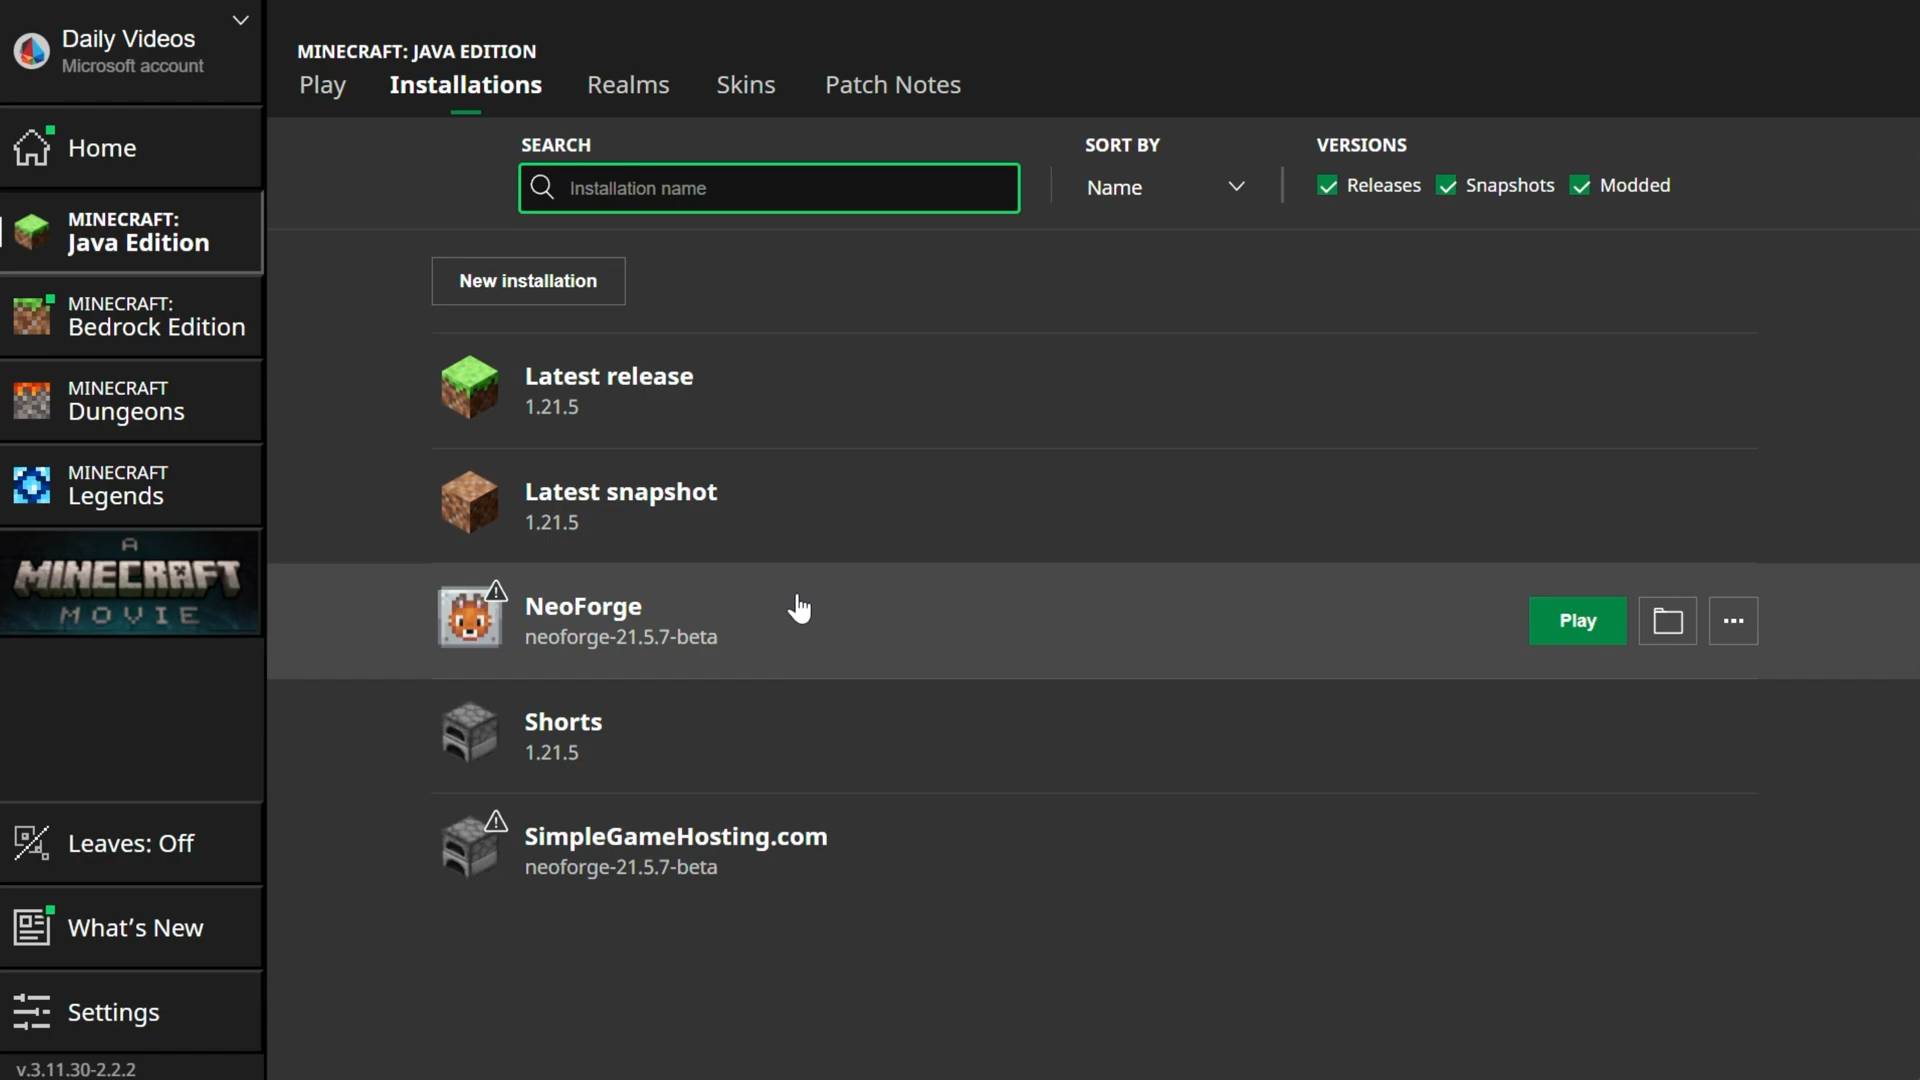 Daily Videos
Microsoft account
Home
MINECRAFT:
Java Edition
MINECRAFT:
Bedrock Edition
MINECRAFT
Dungeons
MINECRAFT
Legends
A
MINECRAFT
MOVIE
Leaves: Off
What's New
Settings
v.3.11.30-2.2.2
MINECRAFT: JAVA EDITION
Play Installations Realms Skins Patch Notes
SEARCH SORT BY VERSIONS
Installation name Name Releases Snapshots Modded
New installation
Latest release
1.21.5
Latest snapshot
1.21.5
NeoForge
neoforge-21.5.7-beta
Play
Shorts
1.21.5
SimpleGameHosting.com
neoforge-21.5.7-beta